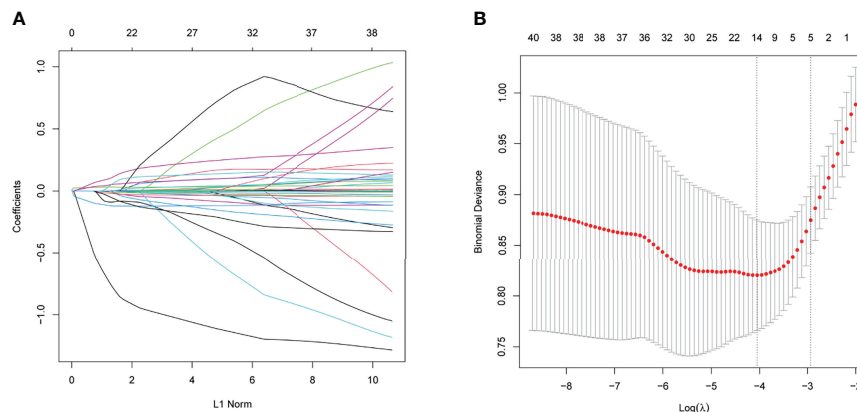 A
0 22 27 32 37 38
1.0
0.5
0.0
−0.5
−1.0
Coefficients
0 2 4 6 8 10
L1 Norm
B
40 38 38 38 37 36 32 30 25 22 14 9 5 5 2 1
1.00
0.95
0.90
0.85
0.80
0.75
Binomial Deviance
-8 -7 -6 -5 -4 -3 -2
Log(λ)